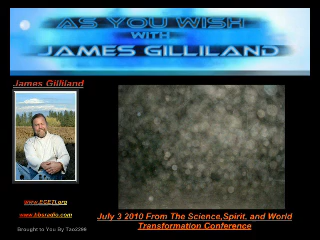 AS YOU WISH
WITH
JAMES GILLILAND
James Gilliland
www.ECETI.org
www.bbsradio.com
Brought to You By Tao2266
July 3 2010 From The Science,Spirit, and World
Transformation Conference